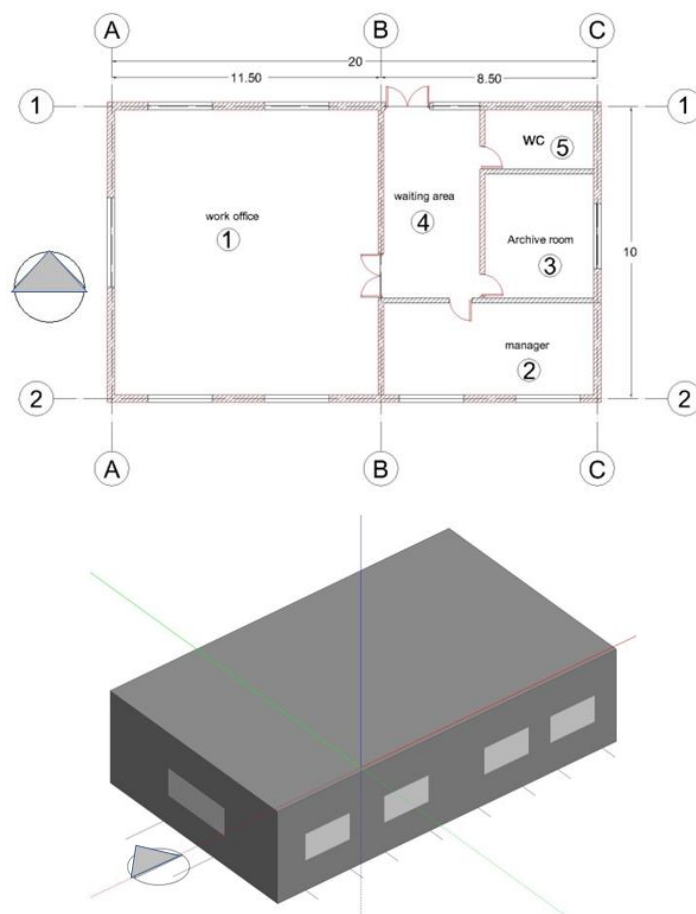 A B C
20
11.50 8.50
1 1
WC 5
waiting area
4
work office
1
Archive room
3
10
manager
2
2 2
A B C